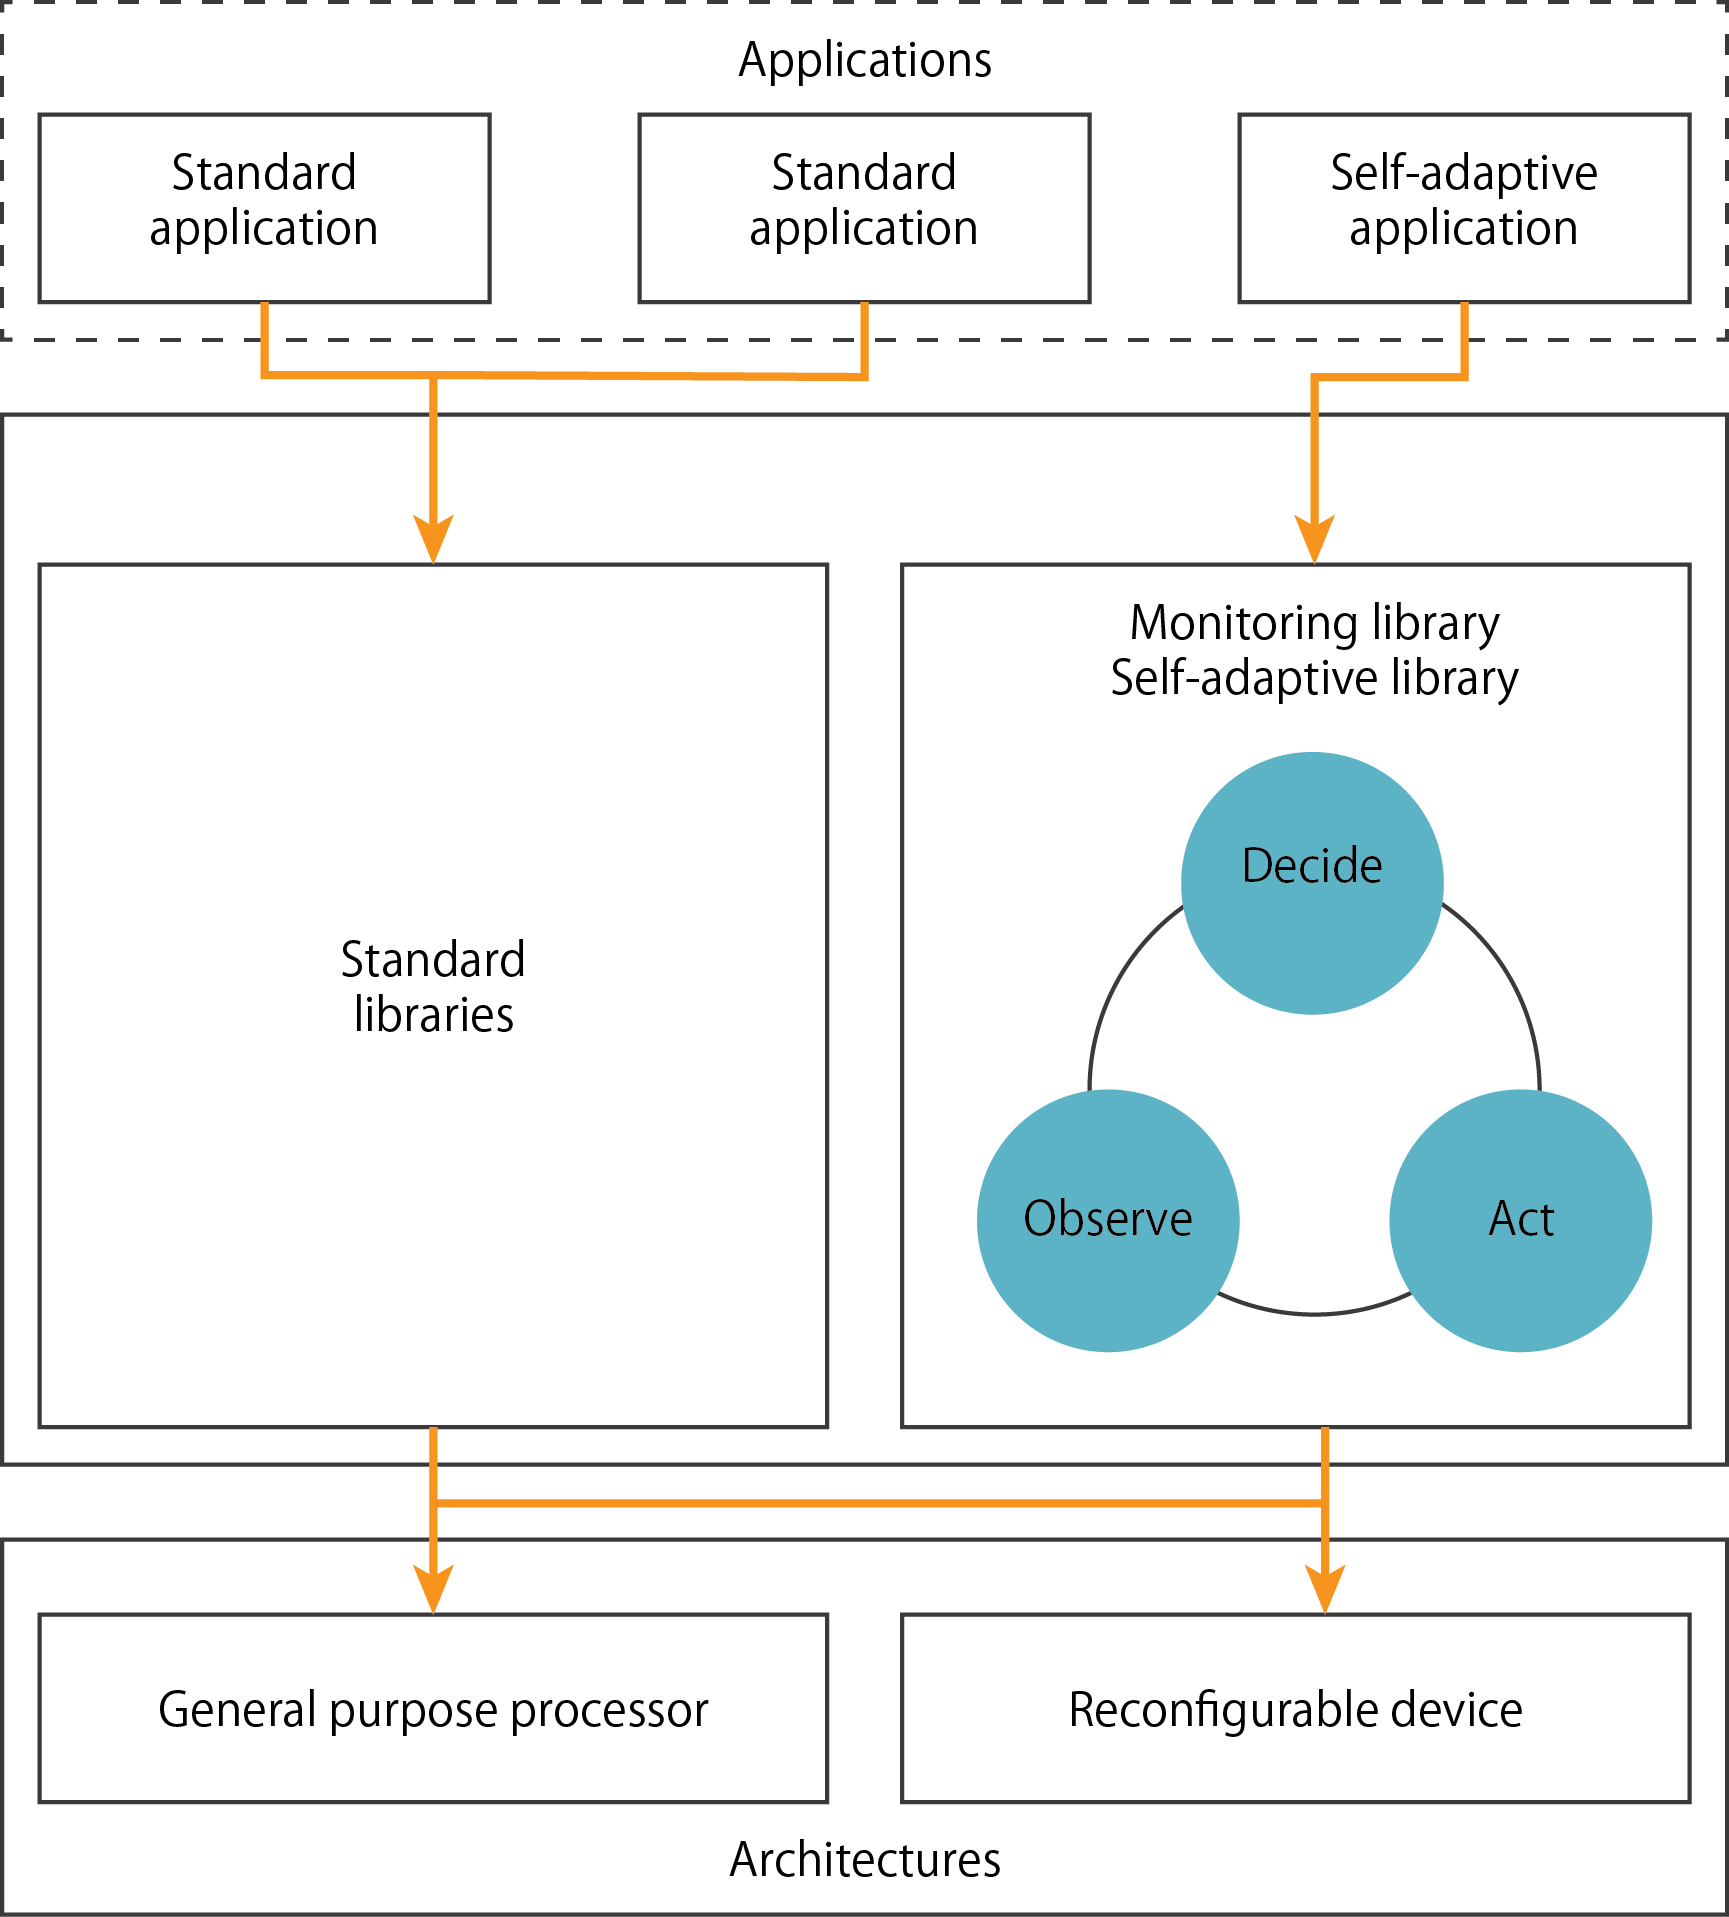 Applications
Standard
application
Standard
application
Self-adaptive
application
Standard
libraries
Monitoring library
Self-adaptive library
Decide
Observe
Act
General purpose processor
Reconfigurable device
Architectures